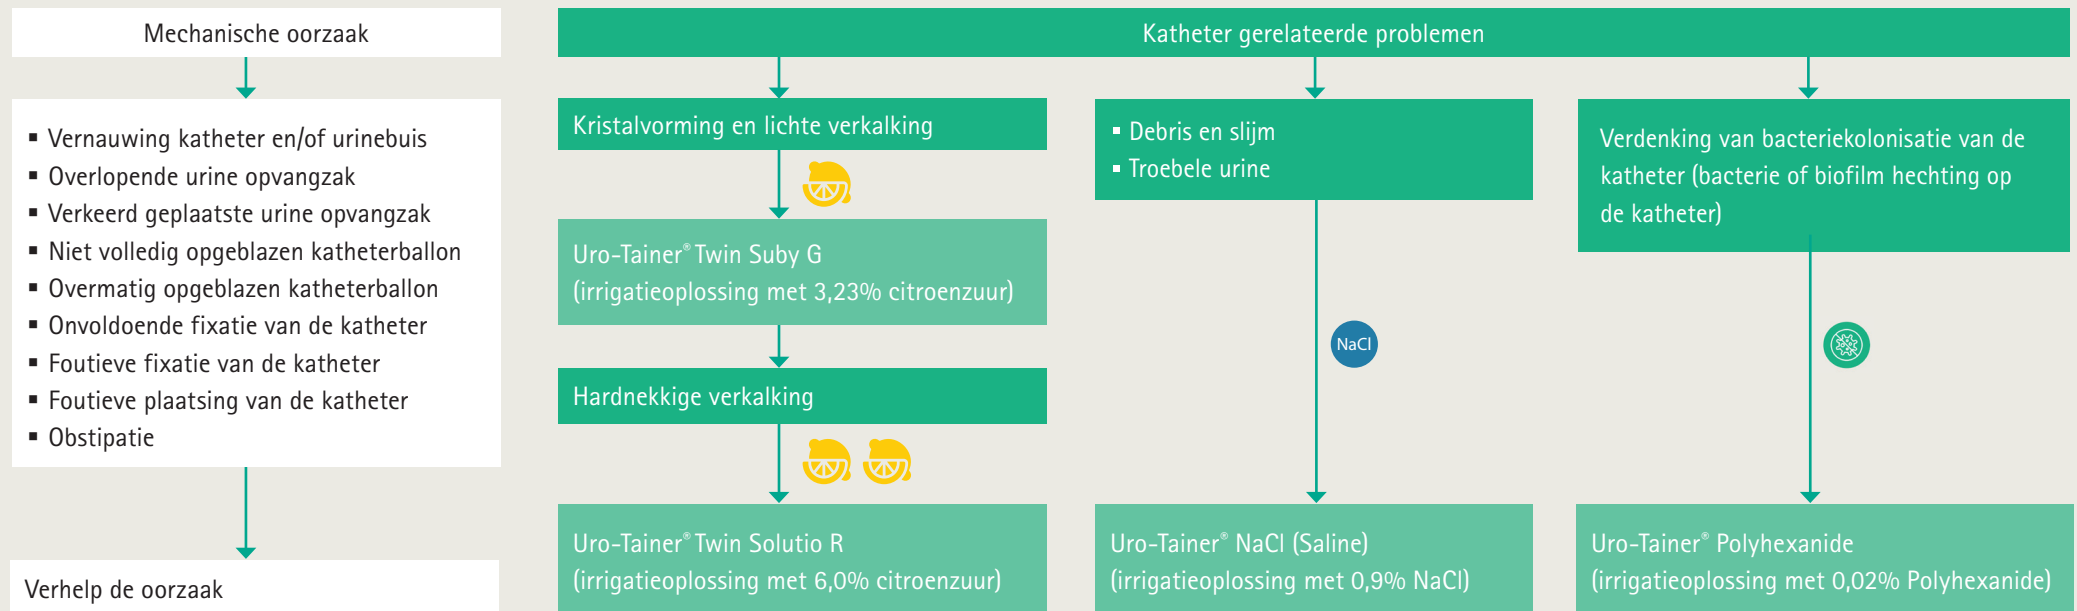 Mechanische oorzaak
▪ Vernauwing katheter en/of urinebuis
▪ Overlopende urine opvangzak
▪ Verkeerd geplaatste urine opvangzak
▪ Niet volledig opgeblazen katheterballon
▪ Overmatig opgeblazen katheterballon
▪ Onvoldoende fixatie van de katheter
▪ Foutieve fixatie van de katheter
▪ Foutieve plaatsing van de katheter
▪ Obstipatie
Verhelp de oorzaak
Katheter gerelateerde problemen
Kristalvorming en lichte verkalking
Uro-Tainer® Twin Suby G
(irrigatieoplossing met 3,23% citroenzuur)
Hardnekkige verkalking
Uro-Tainer® Twin Solutio R
(irrigatieoplossing met 6,0% citroenzuur)
▪ Debris en slijm
▪ Troebele urine
NaCl
Uro-Tainer® NaCl (Saline)
(irrigatieoplossing met 0,9% NaCl)
Verdenking van bacteriekolonisatie van de
katheter (bacterie of biofilm hechting op
de katheter)
Uro-Tainer® Polyhexanide
(irrigatieoplossing met 0,02% Polyhexanide)